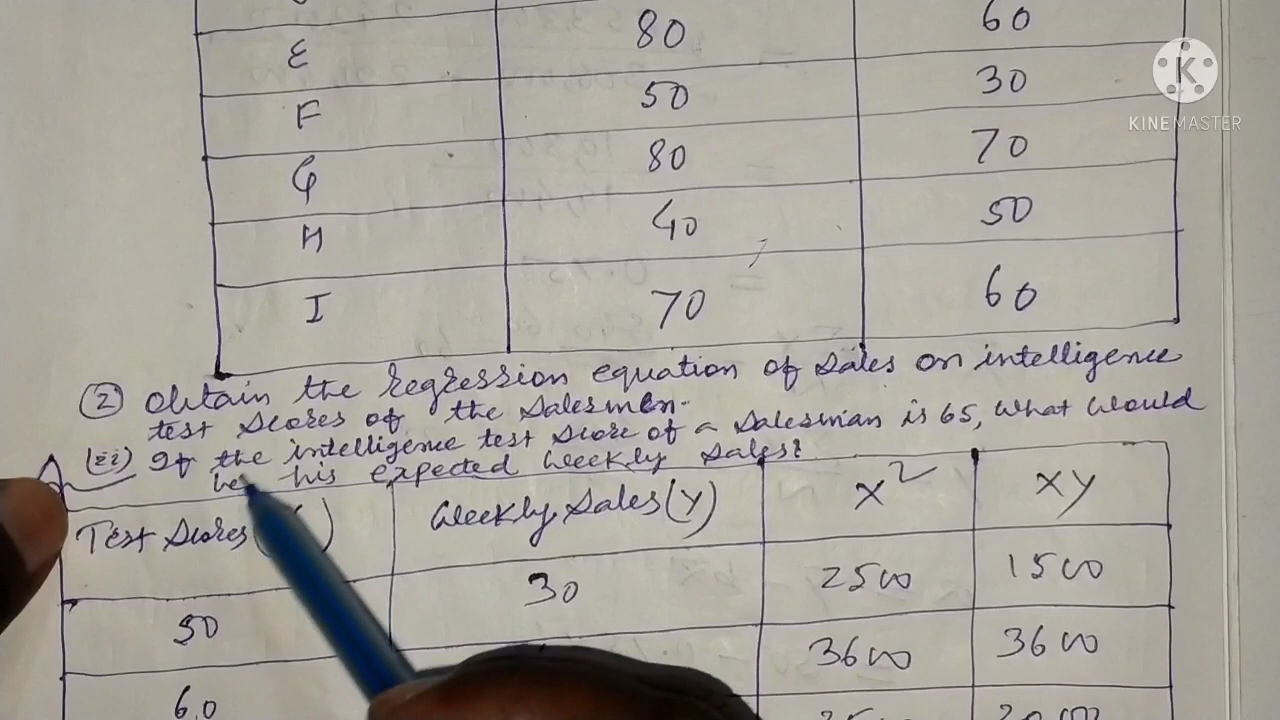 E 80 60
F 50 30
G 80 70
H 40 50
I 70 60
② Obtain the regression equation of sales on intelligence
test scores of the salesmen.
(ii) If the intelligence test score of a salesman is 65, what would
be his expected weekly sales?
Test Scores Weekly Sales (Y) X² XY
50 30 2500 1500
60 3600 3600
KINEMASTER